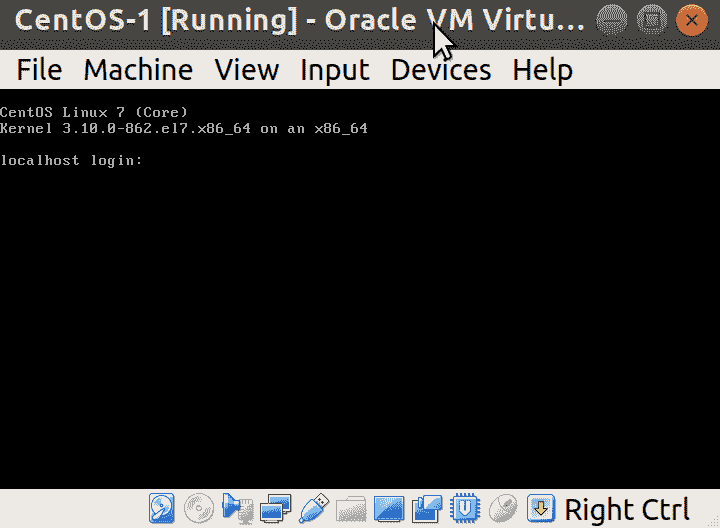 CentOS-1 [Running] - Oracle VM Virtu...
File Machine View Input Devices Help
CentOS Linux 7 (Core)
Kernel 3.10.0-862.el7.x86_64 on an x86_64
localhost login:
Right Ctrl